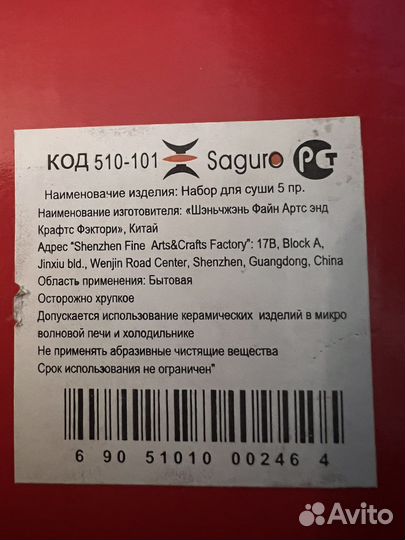 КОД 510-101 Saguro РСТ
Наименовачие изделия: Набор для суши 5 пр.
Наименование изготовителя: «Шэньчжэнь Файн Артс энд
Крафтс Фэктори», Китай
Адрес "Shenzhen Fine Arts&Crafts Factory": 17B, Block A,
Jinxiu bld., Wenjin Road Center, Shenzhen, Guangdong, China
Область применения: Бытовая
Осторожно хрупкое
Допускается использование керамических изделий в микро
волновой печи и холодильнике
Не применять абразивные чистящие вещества
Срок использования не ограничен"
6 90 51010 00246 4
Avito